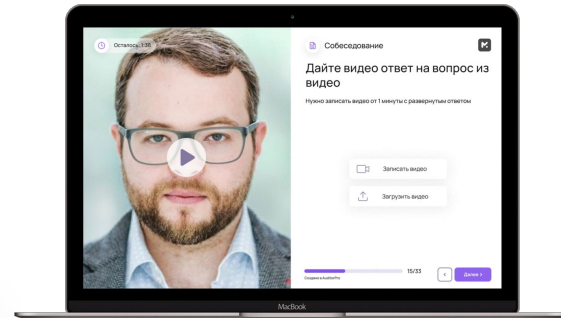 Осталось: 1:38
Собеседование
Дайте видео ответ на вопрос из
видео
Нужно записать видео от 1 минуты с развернутым ответом
Записать видео
Загрузить видео
15/33
Далее
MacBook